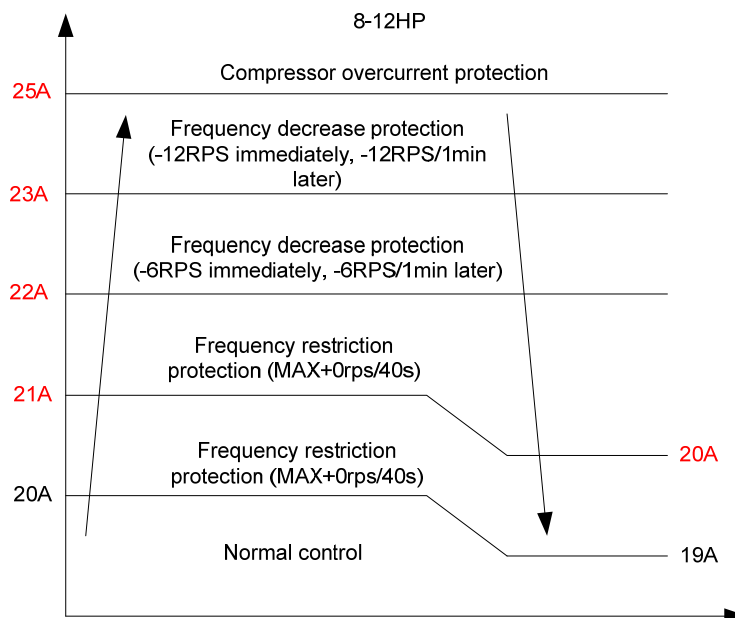 8-12HP
Compressor overcurrent protection
25A
Frequency decrease protection
(-12RPS immediately, -12RPS/1min
later)
23A
Frequency decrease protection
(-6RPS immediately, -6RPS/1min later)
22A
Frequency restriction
protection (MAX+0rps/40s)
21A
20A
Frequency restriction
protection (MAX+0rps/40s)
20A
Normal control
19A